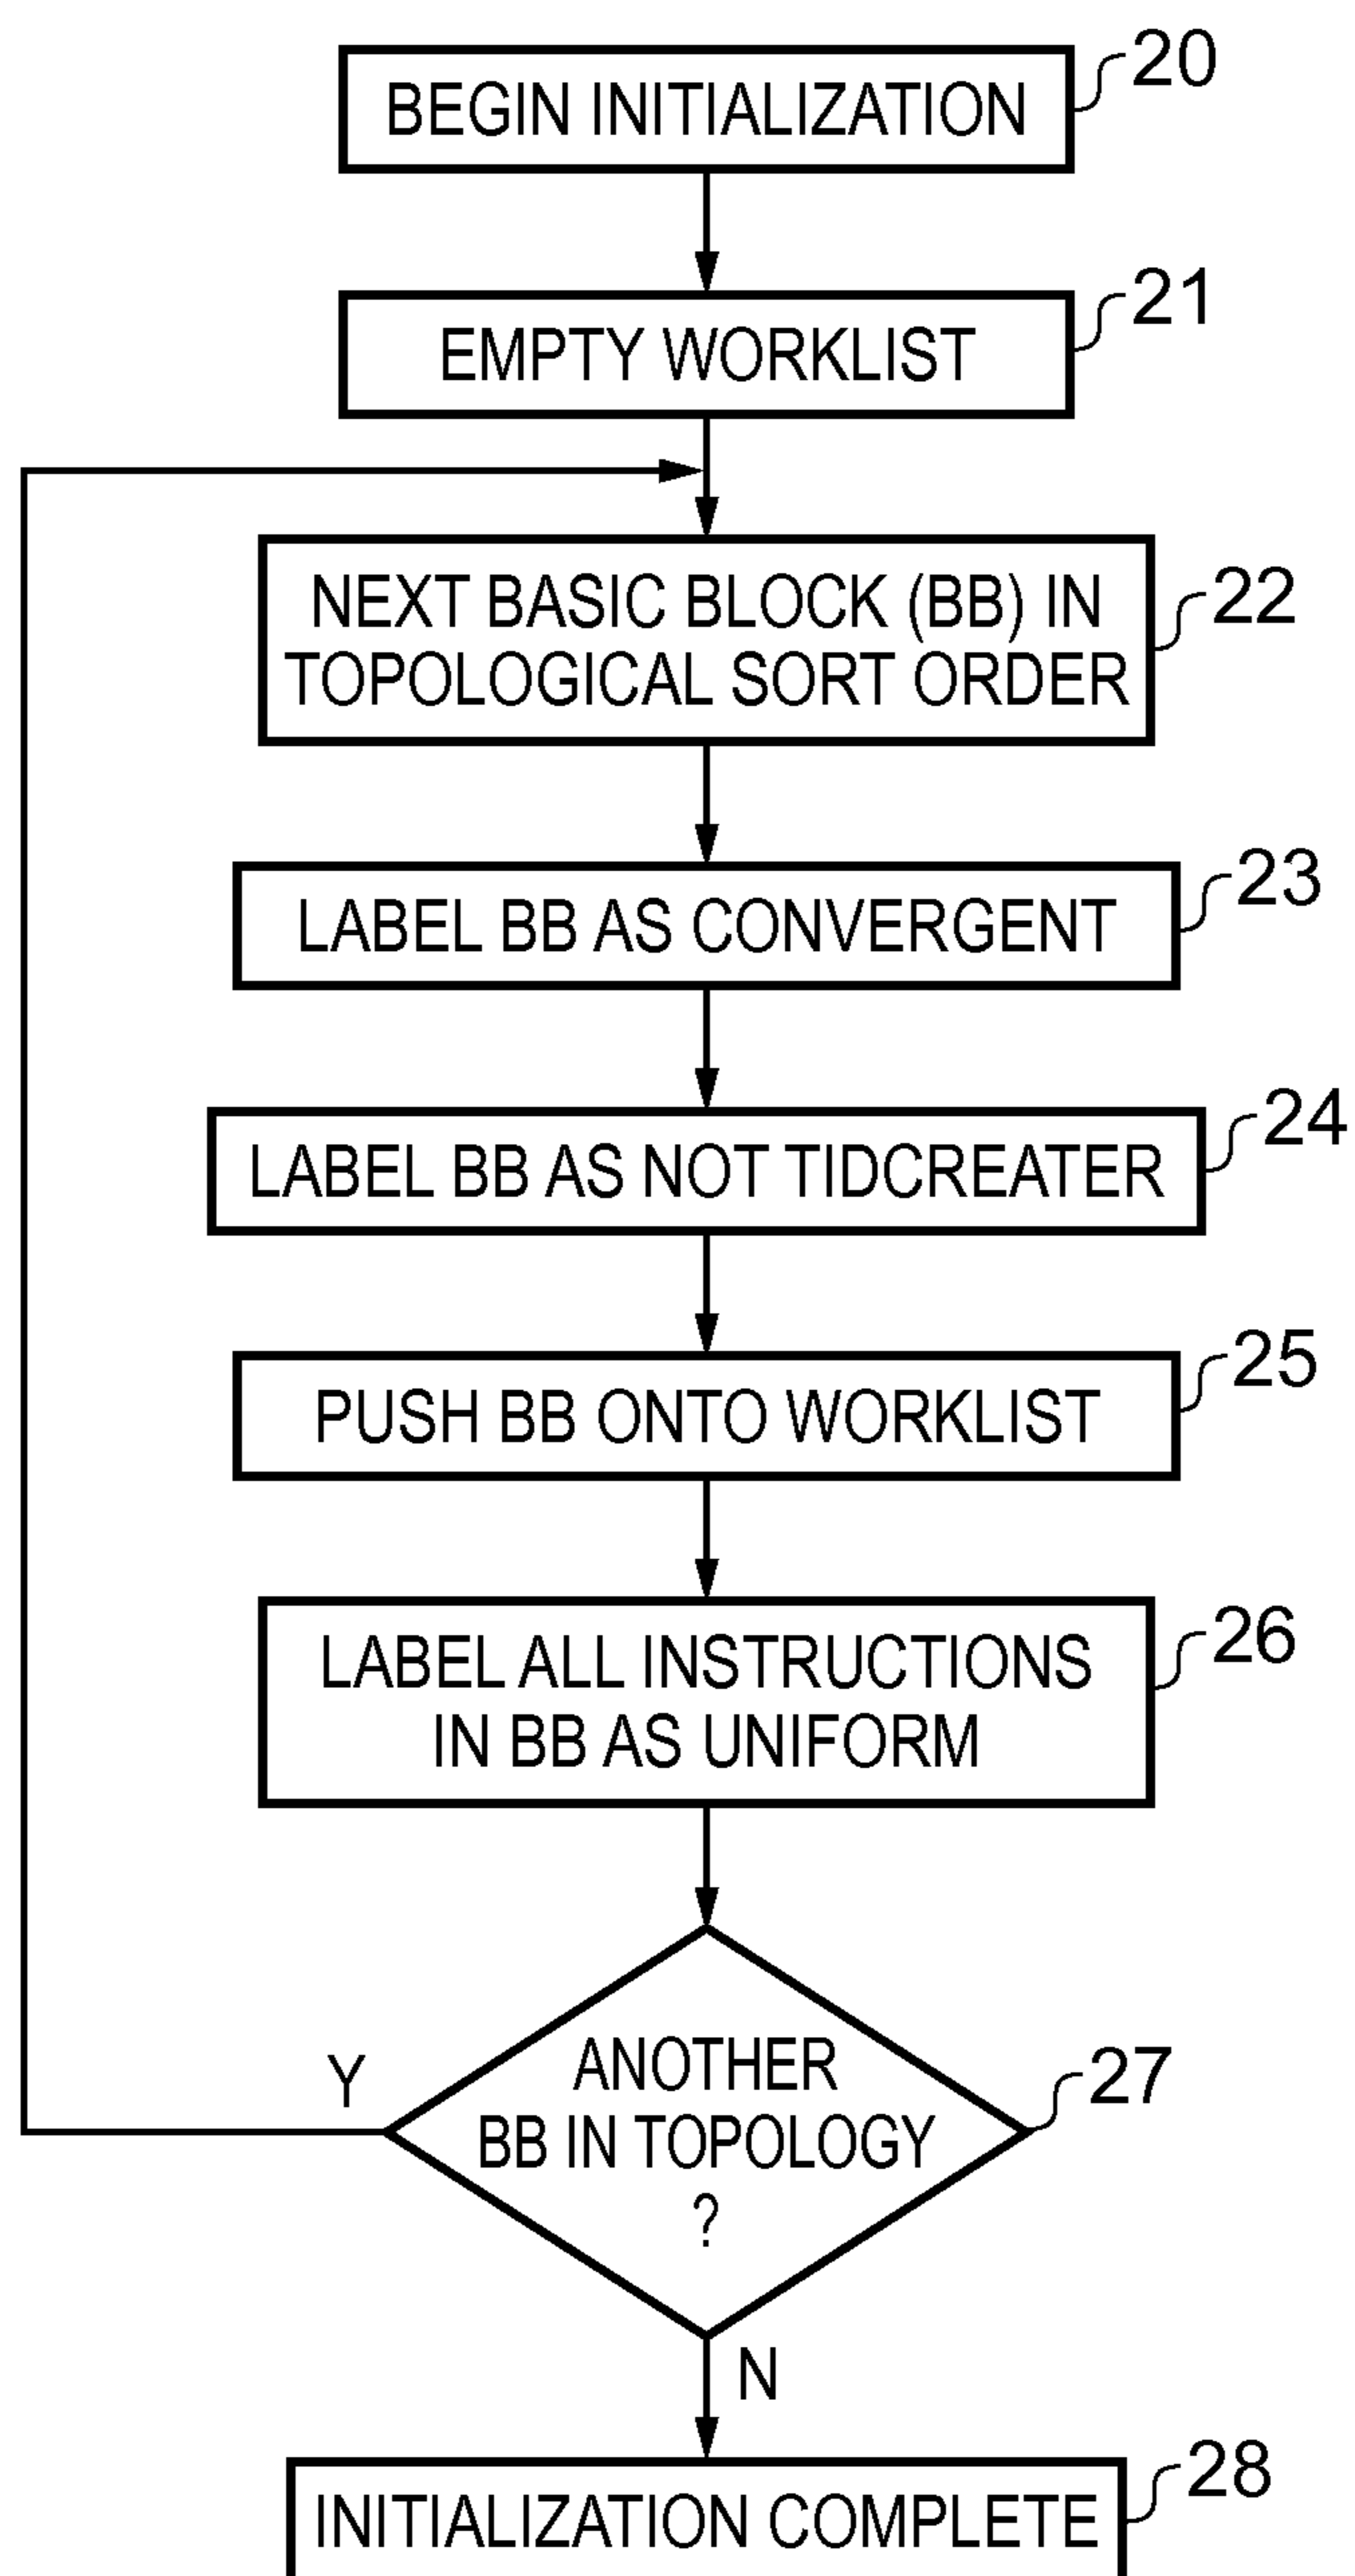 BEGIN INITIALIZATION
20
EMPTY WORKLIST
21
NEXT BASIC BLOCK (BB) IN
TOPOLOGICAL SORT ORDER
22
LABEL BB AS CONVERGENT
23
LABEL BB AS NOT TIDCREATER
24
PUSH BB ONTO WORKLIST
25
LABEL ALL INSTRUCTIONS
IN BB AS UNIFORM
26
ANOTHER
BB IN TOPOLOGY
?
27
Y
N
INITIALIZATION COMPLETE
28